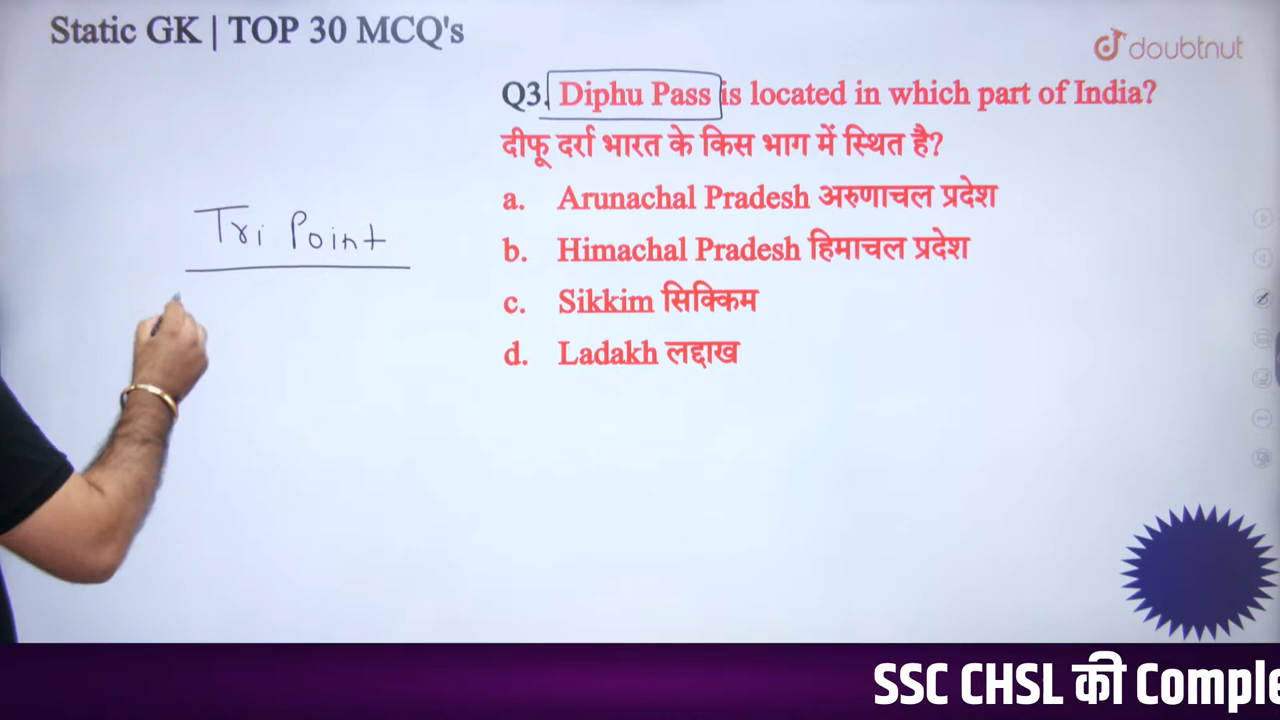 Static GK | TOP 30 MCQ's
doubtnut
Q3. Diphu Pass is located in which part of India?
दीफू दर्रा भारत के किस भाग में स्थित है?
Tri Point
a. Arunachal Pradesh अरुणाचल प्रदेश
b. Himachal Pradesh हिमाचल प्रदेश
c. Sikkim सिक्किम
d. Ladakh लद्दाख
SSC CHSL की Comple